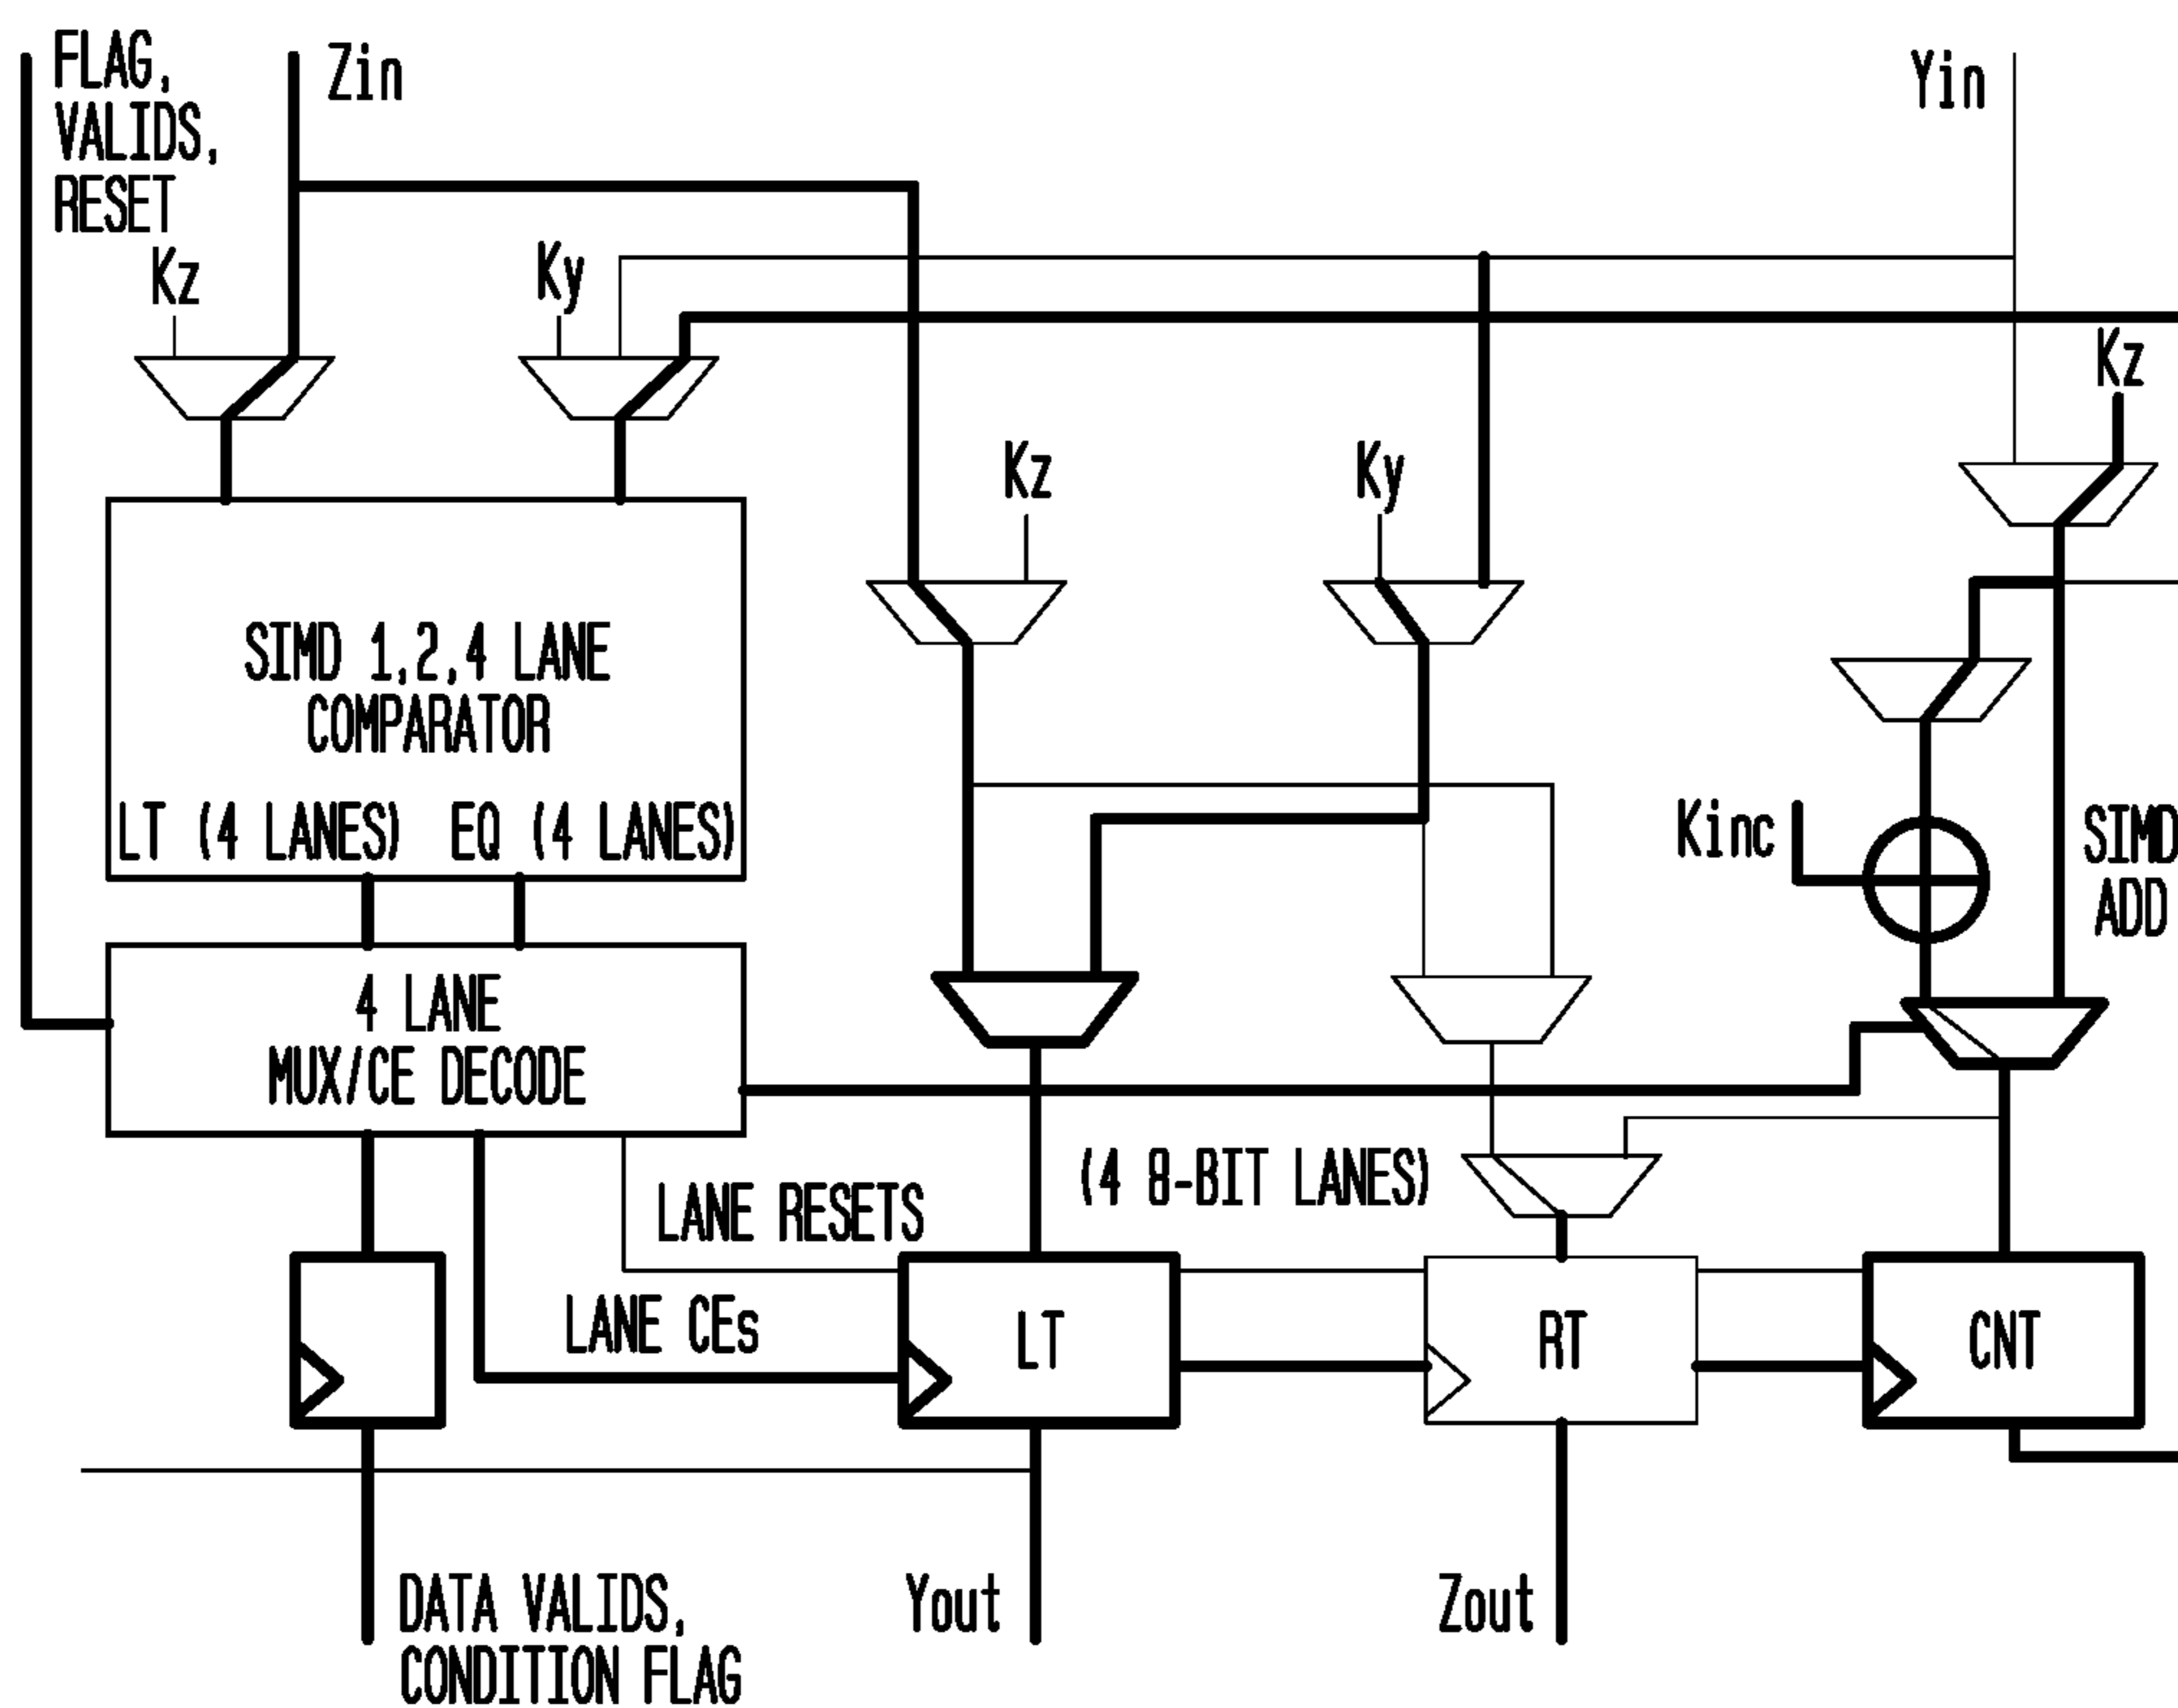 FLAG,
VALIDS,
RESET
Zin
Yin
Kz
Ky
Kz
Kz
Ky
SIMD 1,2,4 LANE
COMPARATOR
LT (4 LANES) EQ (4 LANES)
Kinc
SIMD
ADD
4 LANE
MUX/CE DECODE
LANE RESETS
(4 8-BIT LANES)
LANE CEs
LT
RT
CNT
DATA VALIDS,
CONDITION FLAG
Yout
Zout